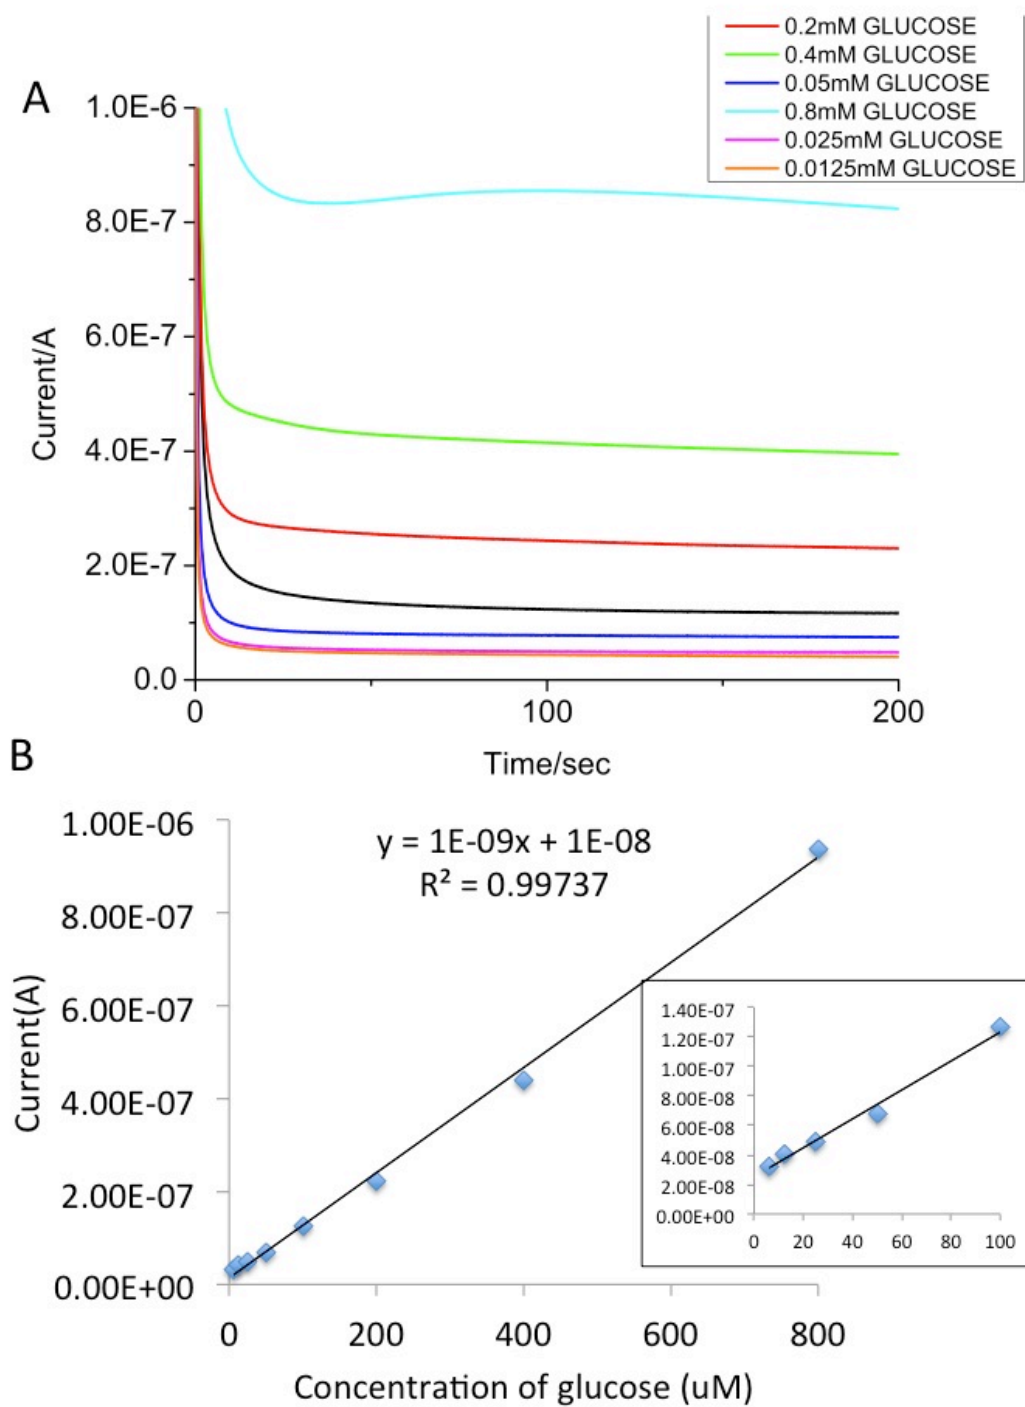 0.2mM GLUCOSE
0.4mM GLUCOSE
0.05mM GLUCOSE
0.8mM GLUCOSE
0.025mM GLUCOSE
0.0125mM GLUCOSE
A
1.0E-6
8.0E-7
6.0E-7
4.0E-7
2.0E-7
0.0
Current/A
0 100 200
Time/sec
B
y = 1E-09x + 1E-08
R² = 0.99737
1.00E-06
8.00E-07
6.00E-07
4.00E-07
2.00E-07
0.00E+00
Current(A)
1.40E-07
1.20E-07
1.00E-07
8.00E-08
6.00E-08
4.00E-08
2.00E-08
0.00E+00
0 20 40 60 80 100
0 200 400 600 800
Concentration of glucose (uM)